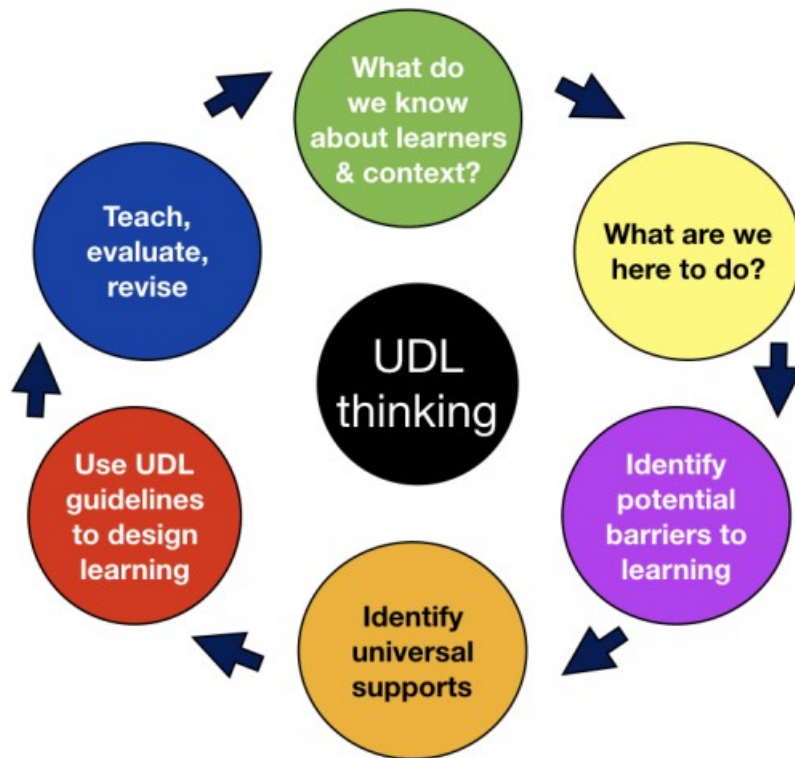 What do
we know
about learners
& context?
What are we
here to do?
Identify
potential
barriers to
learning
Identify
universal
supports
Use UDL
guidelines
to design
learning
Teach,
evaluate,
revise
UDL
thinking